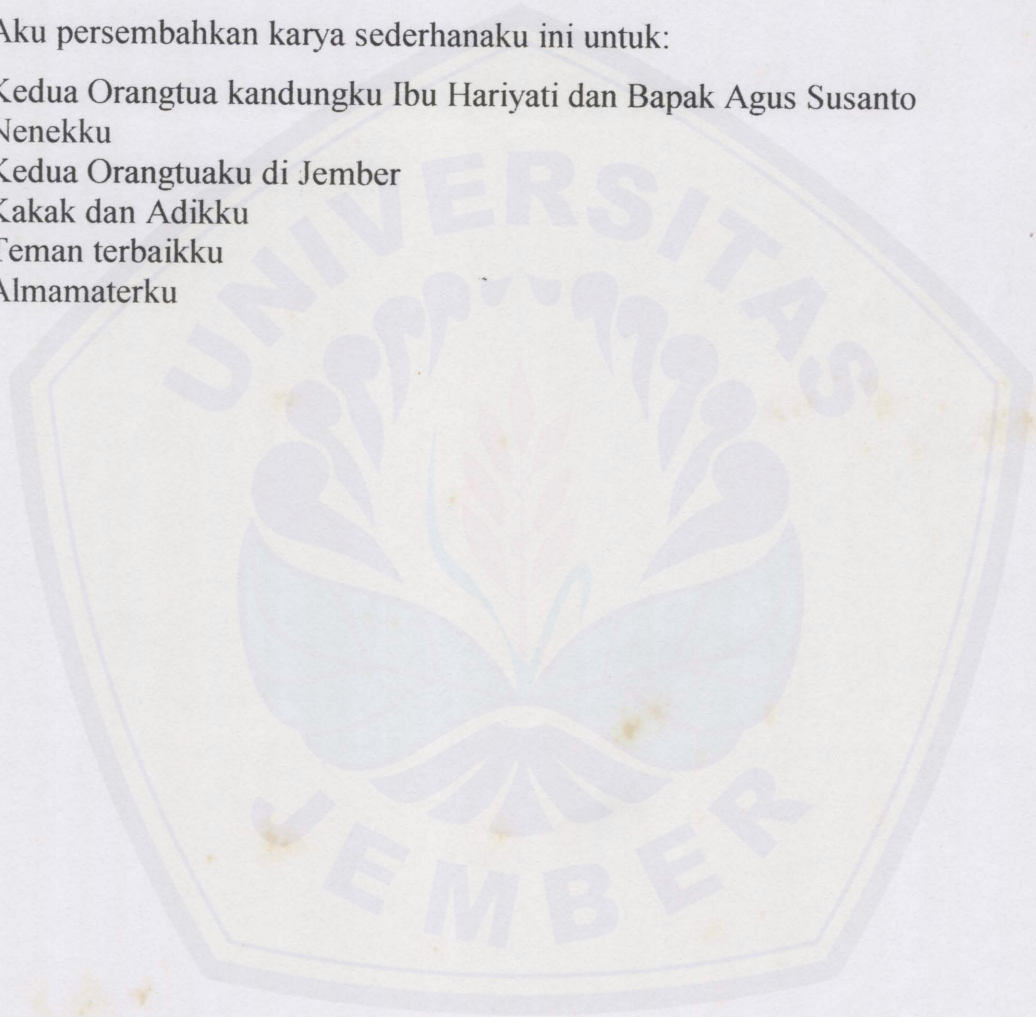 Aku persembahkan karya sederhanaku ini untuk:
Kedua Orangtua kandungku Ibu Hariyati dan Bapak Agus Susanto
Nenekku
Kedua Orangtuaku di Jember
Kakak dan Adikku
Teman terbaikku
Almamaterku
UNIVERSITAS
JEMBER